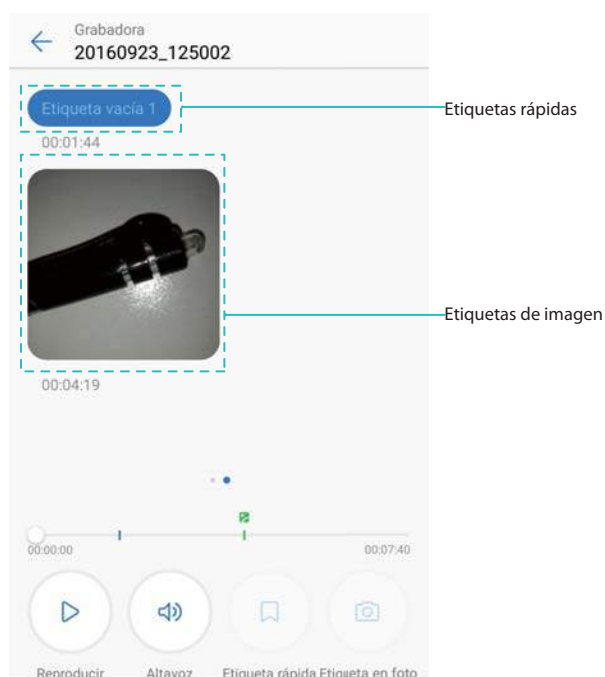 Grabadora
20160923_125002
Etiqueta vacía 1
Etiquetas rápidas
00:01:44
Etiquetas de imagen
00:04:19
00:00:00 00:07:40
Reproducir Altavoz Etiqueta rápida Etiqueta en foto